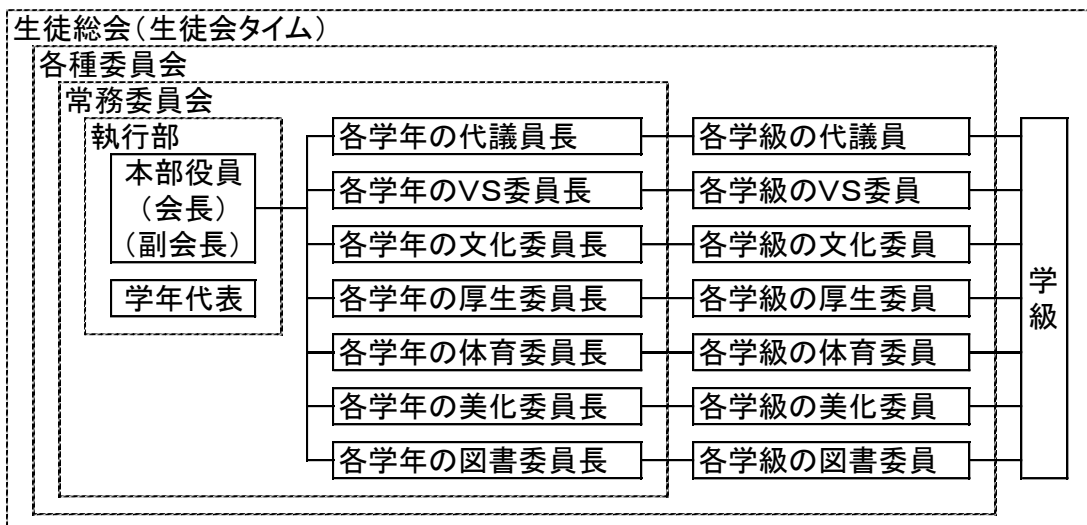 生徒総会(生徒会タイム)
各種委員会
常務委員会
執行部
本部役員
(会長)
(副会長)
学年代表
各学年の代議員長
各学年のVS委員長
各学年の文化委員長
各学年の厚生委員長
各学年の体育委員長
各学年の美化委員長
各学年の図書委員長
各学級の代議員
各学級のVS委員
各学級の文化委員
各学級の厚生委員
各学級の体育委員
各学級の美化委員
各学級の図書委員
学級